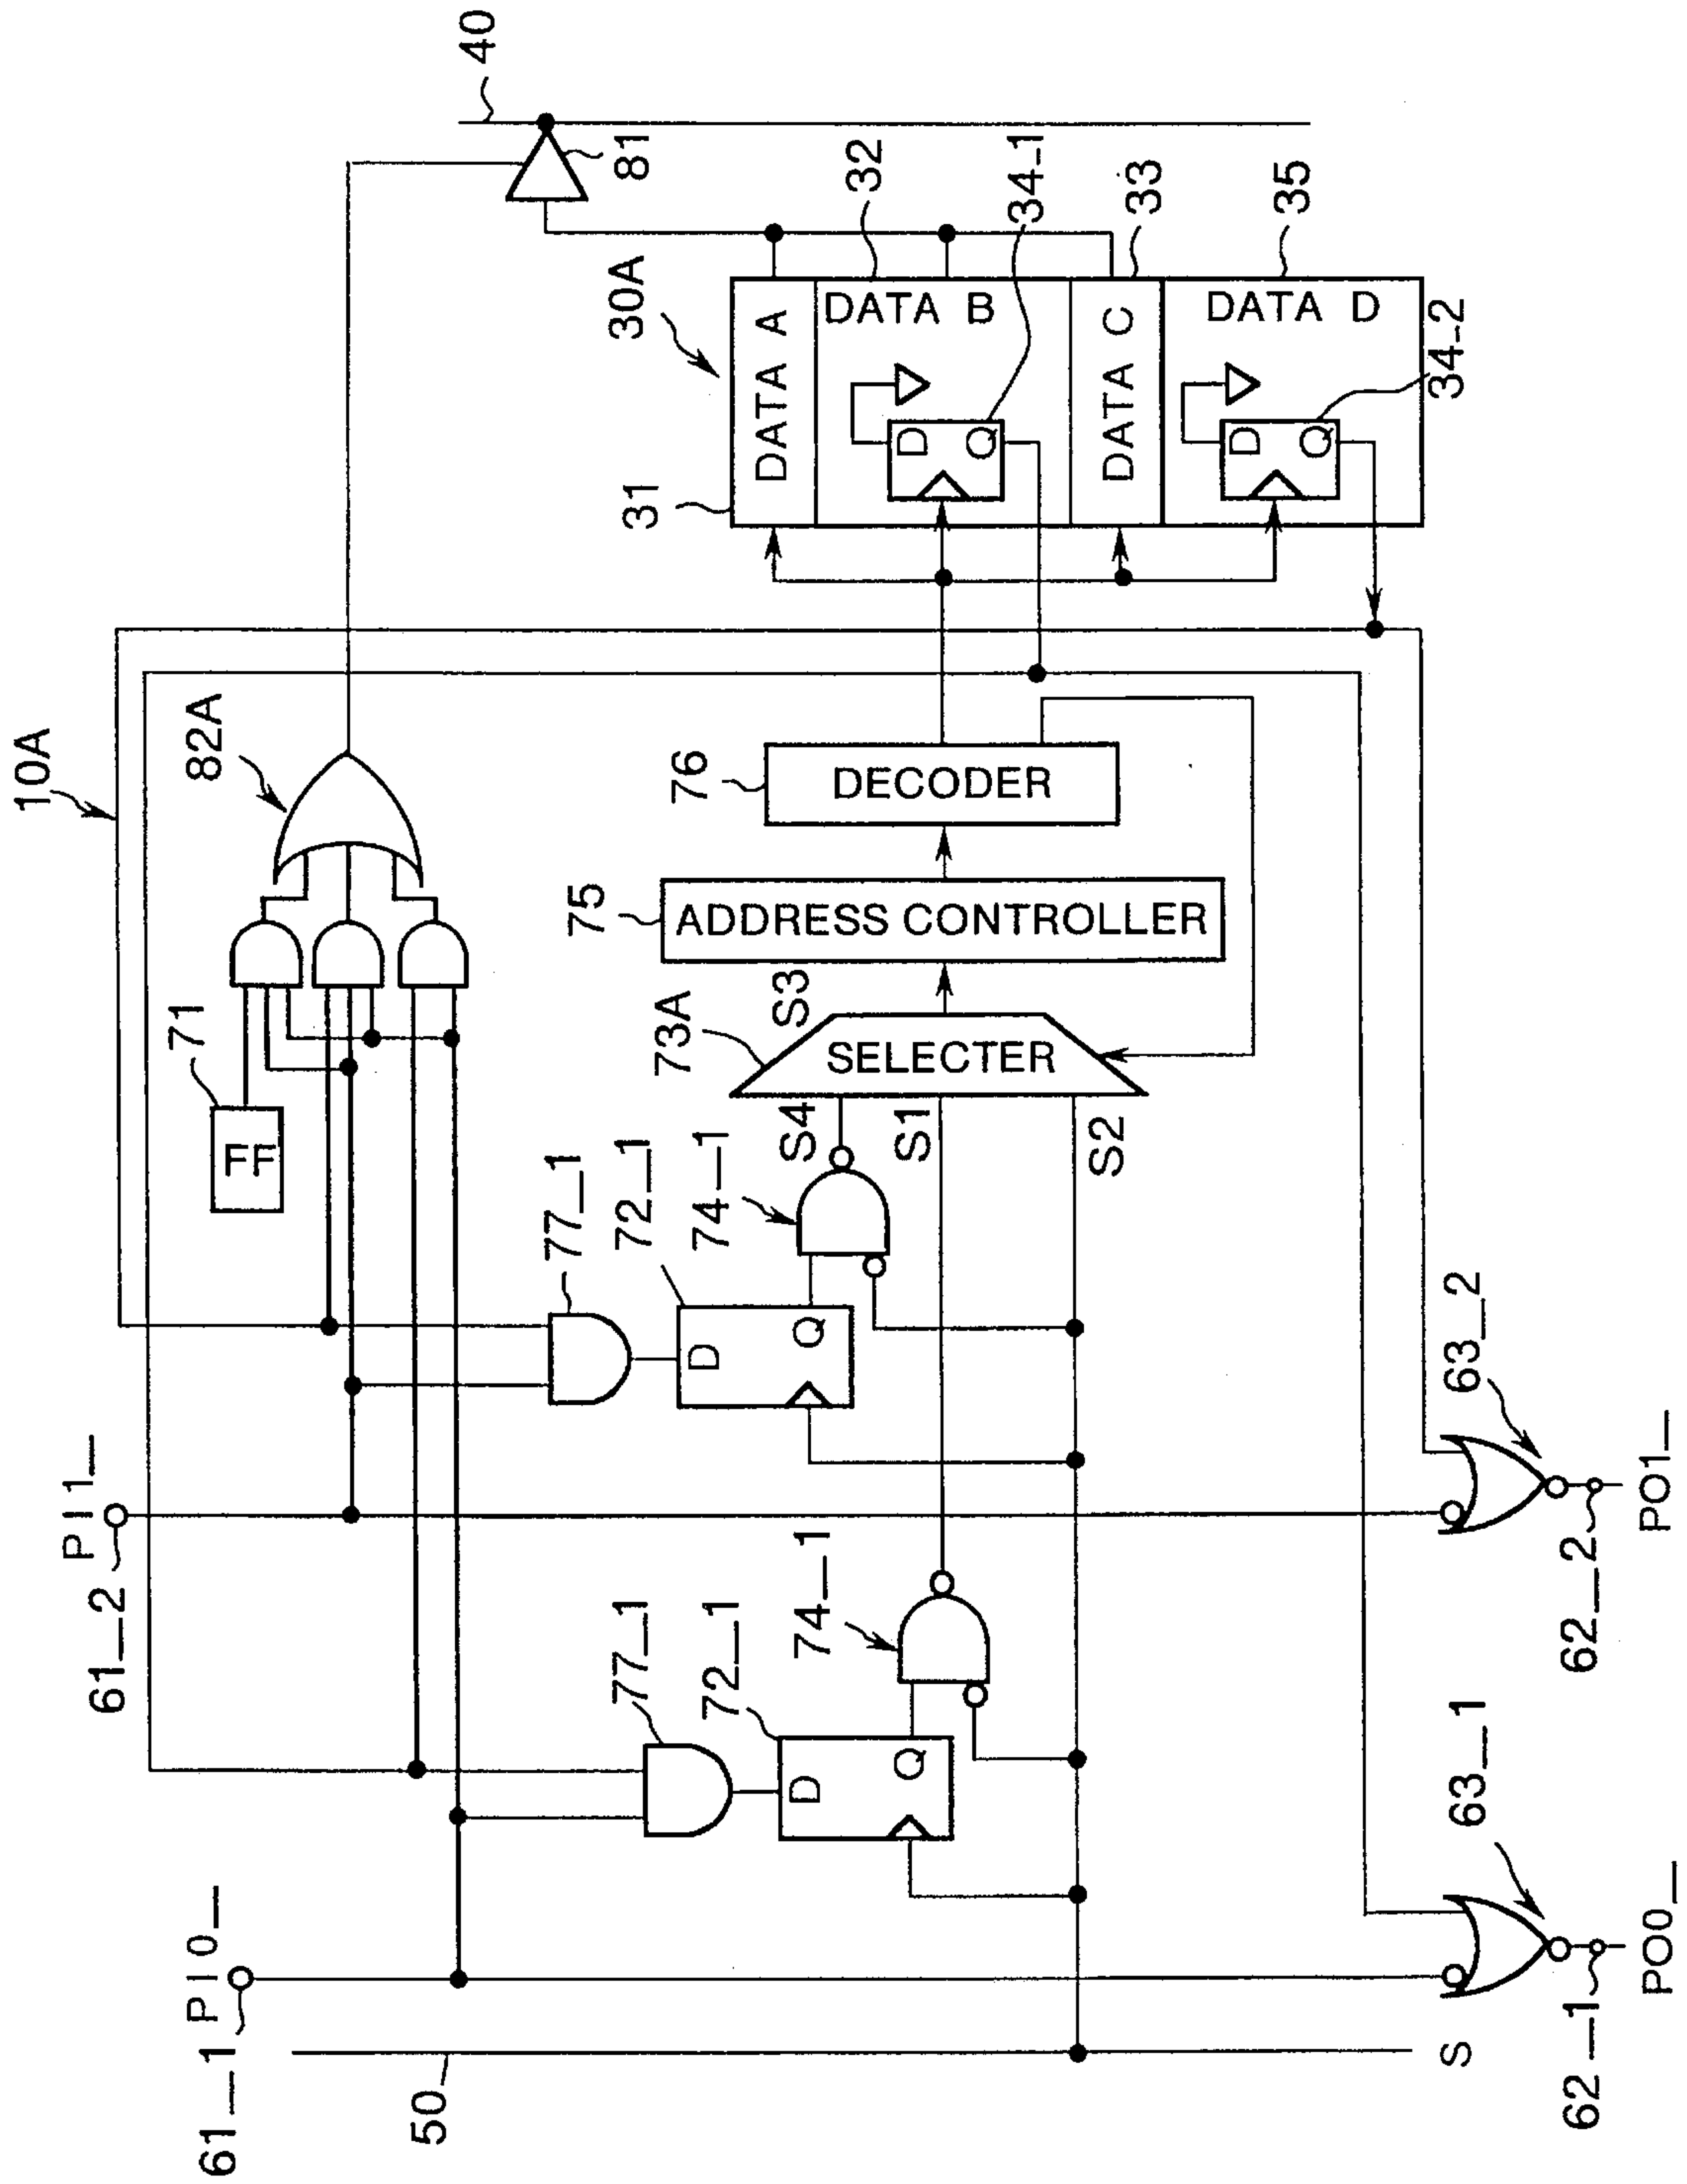 10A
40
82A
81
71
FF
30A
31
DATA A
32
DATA B
34_1
D
Q
DATA C
33
DATA D
35
D
Q
34_2
76
DECODER
75
ADDRESS CONTROLLER
S3
73A
SELECTER
S4
S1
S2
77_1
72_1
74_1
D
Q
PI1_
61_2
77_1
72_1
74_1
D
Q
PI0_
61_1
50
S
63_2
62_2
PO1_
63_1
62_1
PO0_